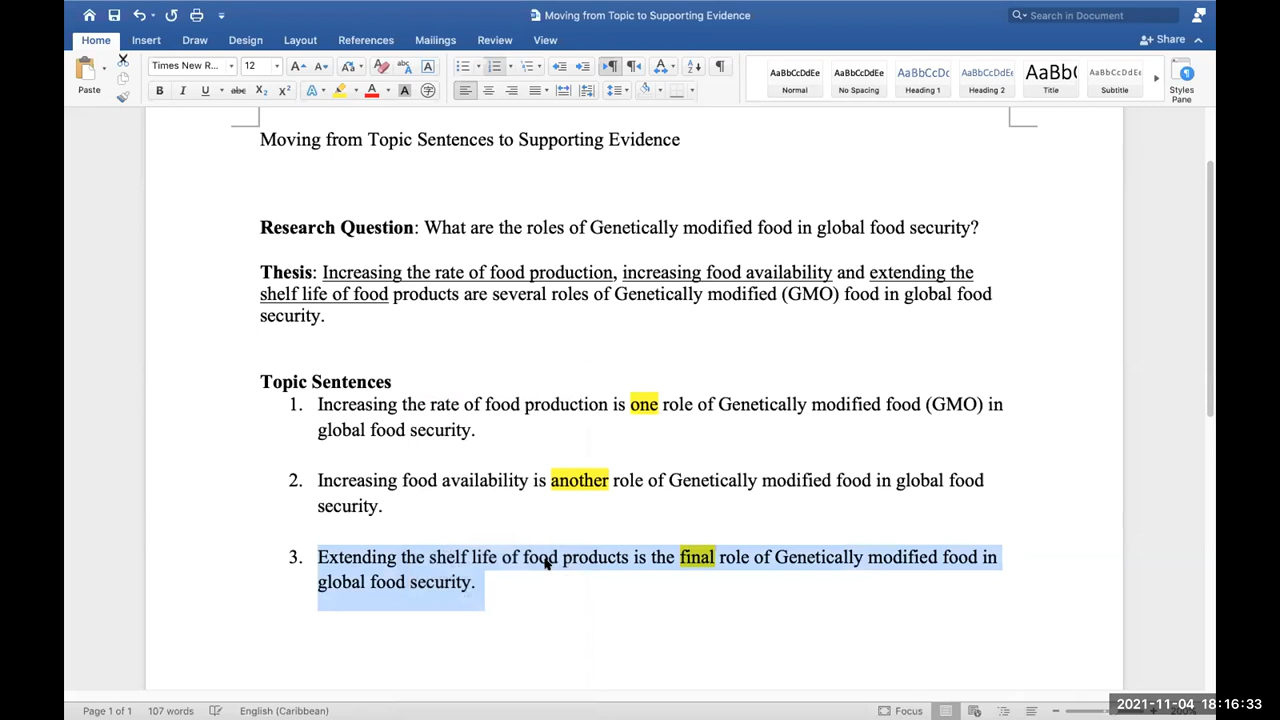 Moving from Topic to Supporting Evidence
Search in Document
Home Insert Draw Design Layout References Mailings Review View
Share
Paste
Times New R...
12
AaBbCcDdEe
Normal
AaBbCcDdEe
No Spacing
AaBbCcDc
Heading 1
AaBbCcDdEe
Heading 2
AaBb(
Title
AaBbCcDdEe
Subtitle
Styles
Pane
Moving from Topic Sentences to Supporting Evidence
Research Question: What are the roles of Genetically modified food in global food security?
Thesis: Increasing the rate of food production, increasing food availability and extending the
shelf life of food products are several roles of Genetically modified (GMO) food in global food
security.
Topic Sentences
1. Increasing the rate of food production is one role of Genetically modified food (GMO) in
global food security.
2. Increasing food availability is another role of Genetically modified food in global food
security.
3. Extending the shelf life of food products is the final role of Genetically modified food in
global food security.
Page 1 of 1 107 words English (Caribbean) Focus
2021-11-04 18:16:33